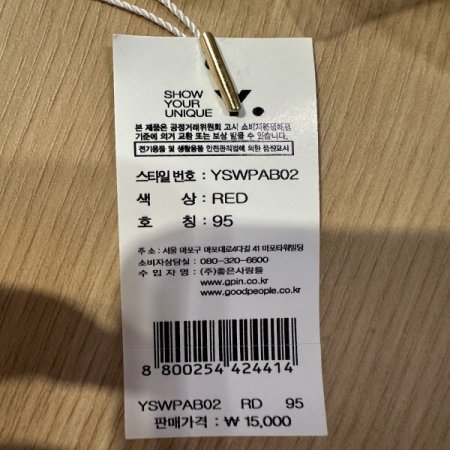 SHOW
YOUR
UNIQUE
Y.
본 제품은 공정거래위원회 고시 소비자분쟁해결
기준에 의거 교환 또는 보상 받을 수 있습니다.
전기용품 및 생활용품 안전관리법에 의한 품질표시
스타일 번호 : YSWPAB02
색 상 : RED
호 칭 : 95
주 소 : 서울 마포구 마포대로4다길 41 마포타워빌딩
소비자상담실 : 080-320-6600
수 입 자 명 : (주)좋은사람들
www.gpin.co.kr
www.goodpeople.co.kr
8 800254 424414
YSWPAB02 RD 95
판매가격 : ₩ 15,000